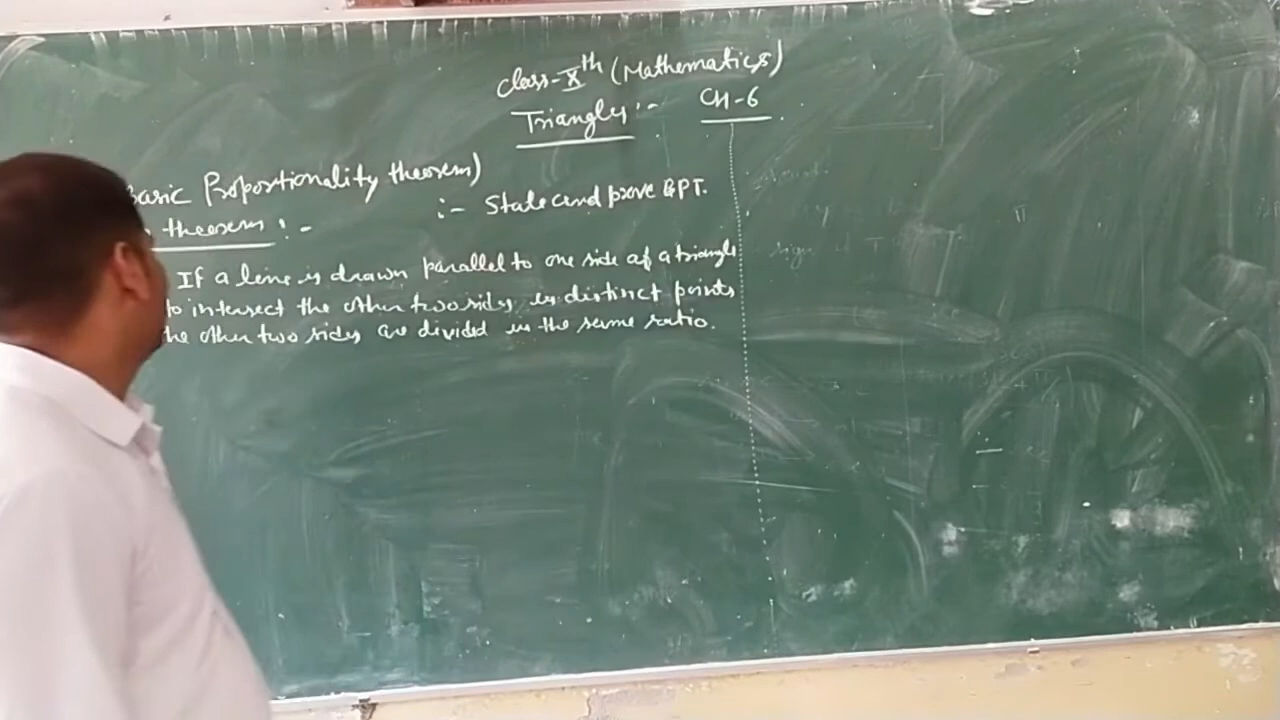 Class-Xth (Mathematics)
Triangles :- CH-6
Basic Proportionality theorem)
theorem :-
:- State and prove BPT.
If a line is drawn parallel to one side of a triangle
to intersect the other two sides in distinct points
the other two sides are divided in the same ratio.